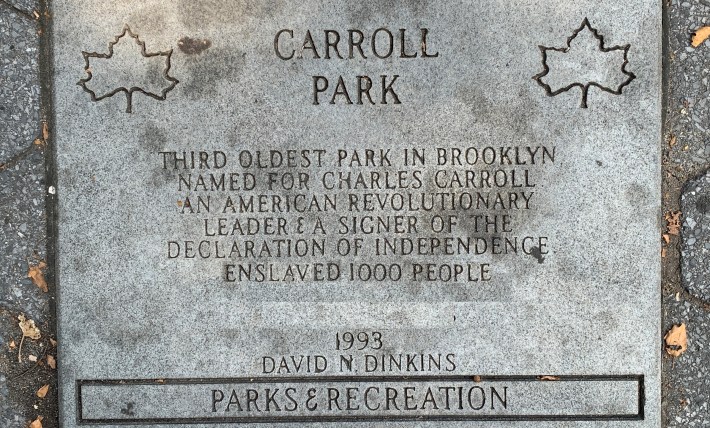 CARROLL
PARK
THIRD OLDEST PARK IN BROOKLYN
NAMED FOR CHARLES CARROLL
AN AMERICAN REVOLUTIONARY
LEADER & A SIGNER OF THE
DECLARATION OF INDEPENDENCE
ENSLAVED 1000 PEOPLE
1993
DAVID N. DINKINS
PARKS & RECREATION